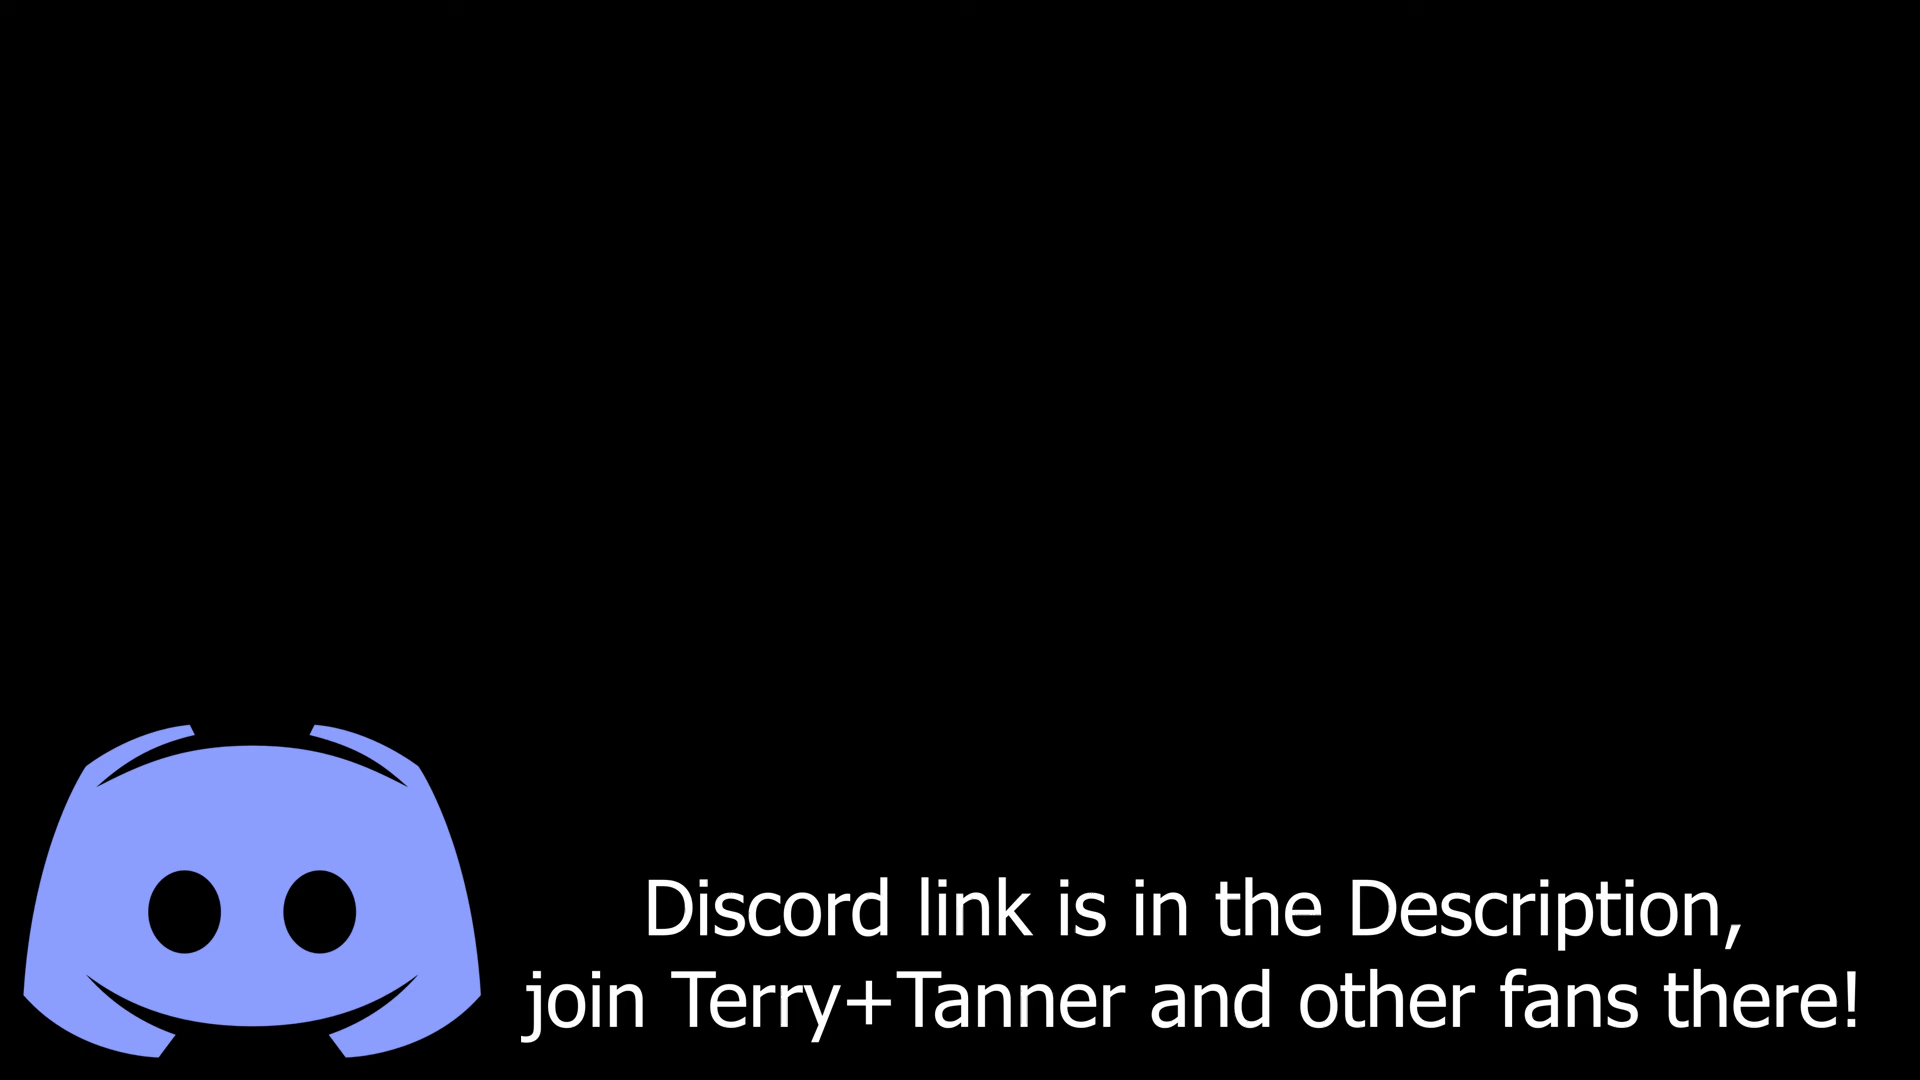 Discord link is in the Description,
join Terry+Tanner and other fans there!